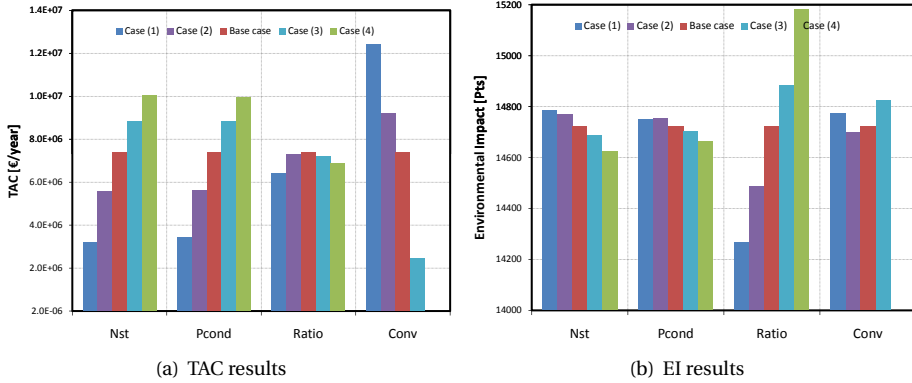 1.4E+07
1.2E+07
1.0E+07
8.0E+06
6.0E+06
4.0E+06
2.0E+06
2.0E-06
TAC [€/year]
Case (1) Case (2) Base case Case (3) Case (4)
Nst Pcond Ratio Conv
(a) TAC results
15200
15000
14800
14600
14400
14200
14000
Environmental Impact [Pts]
Case (1) Case (2) Base case Case (3) Case (4)
Nst Pcond Ratio Conv
(b) EI results